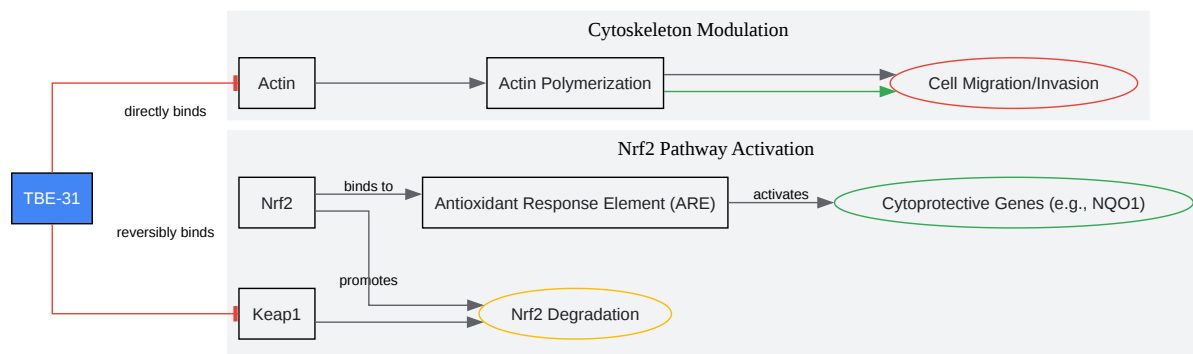 Cytoskeleton Modulation
Actin
Actin Polymerization
Cell Migration/Invasion
directly binds
Nrf2 Pathway Activation
TBE-31
Nrf2
binds to
Antioxidant Response Element (ARE)
activates
Cytoprotective Genes (e.g., NQO1)
reversibly binds
promotes
Keap1
Nrf2 Degradation